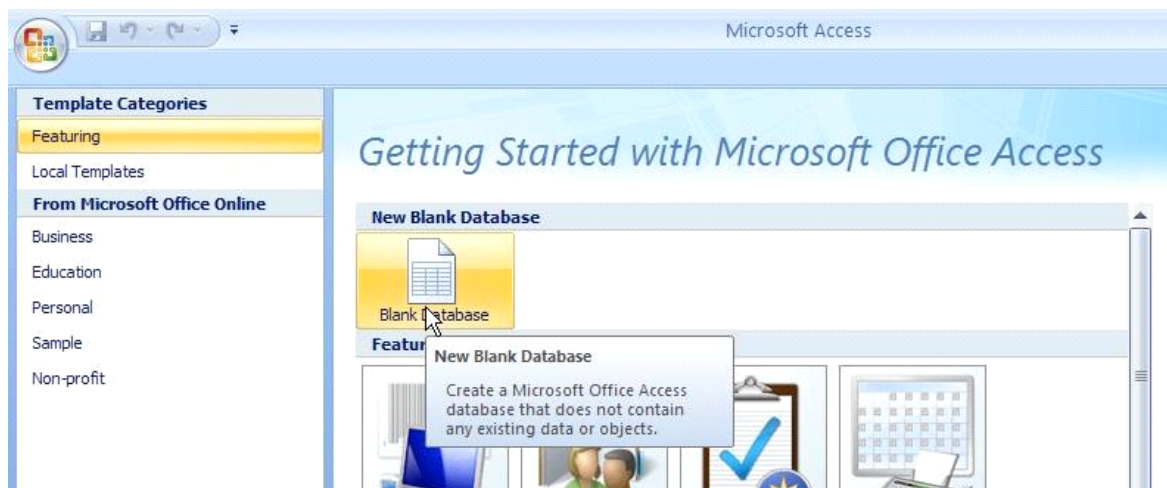 Microsoft Access
Template Categories
Featuring
Local Templates
From Microsoft Office Online
Business
Education
Personal
Sample
Non-profit
Getting Started with Microsoft Office Access
New Blank Database
Blank Database
Featur
New Blank Database
Create a Microsoft Office Access
database that does not contain
any existing data or objects.